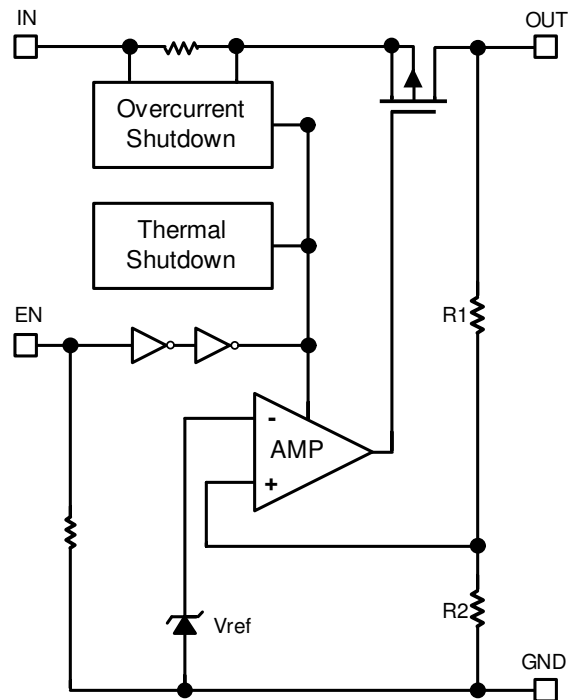 IN
OUT
Overcurrent
Shutdown
Thermal
Shutdown
EN
R1
-
AMP
+
R2
Vref
GND